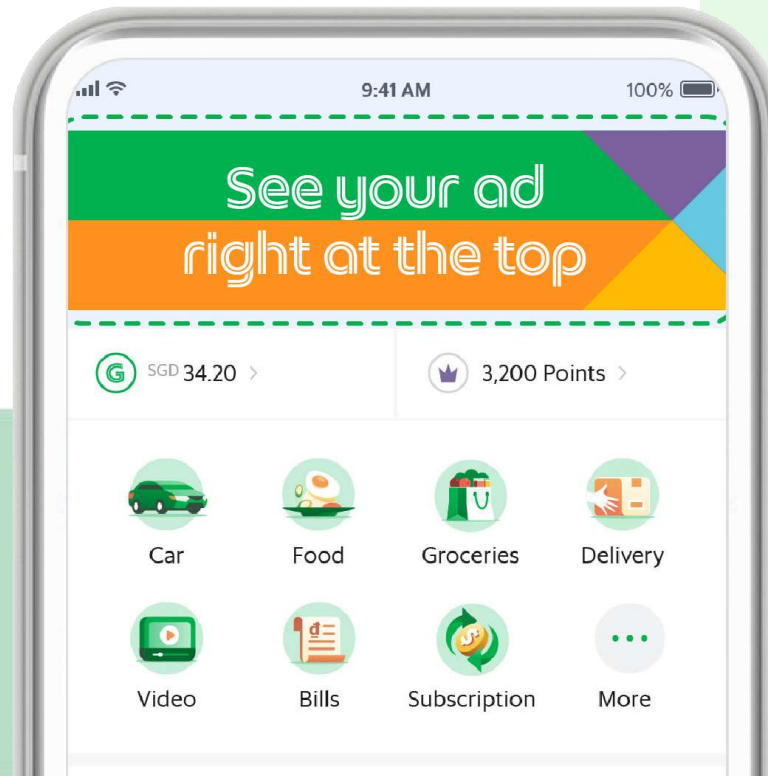 9:41 AM
100%
See your ad
right at the top
G SGD 34.20 >
3,200 Points >
Car
Food
Groceries
Delivery
Video
đ
Bills
$
Subscription
More